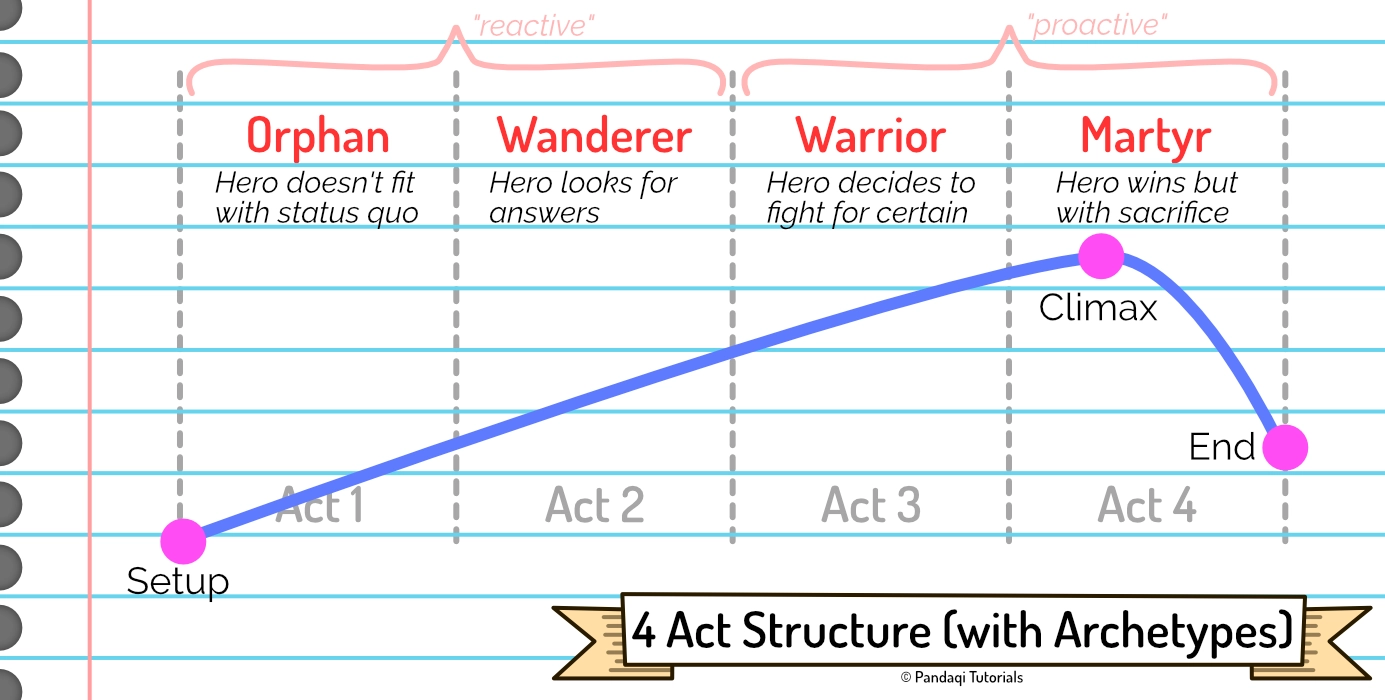 "reactive"
"proactive"
Orphan
Hero doesn't fit
with status quo
Wanderer
Hero looks for
answers
Warrior
Hero decides to
fight for certain
Martyr
Hero wins but
with sacrifice
Climax
End
Act 1
Act 2
Act 3
Act 4
Setup
4 Act Structure (with Archetypes)
© Pandaqi Tutorials